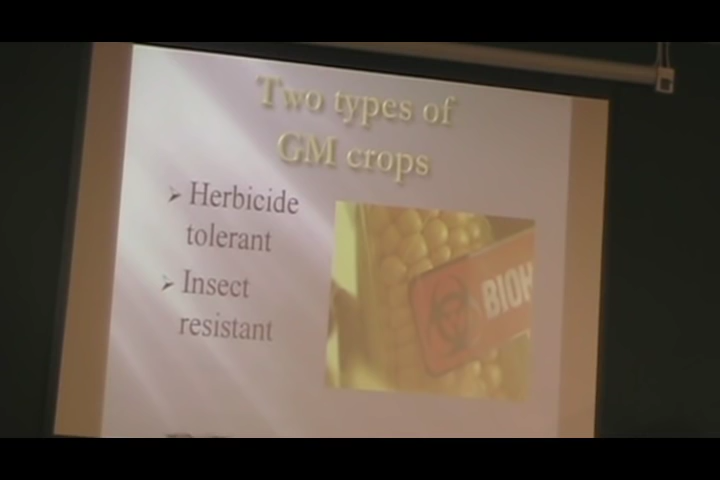 Two types of
GM crops
➢ Herbicide
tolerant
➢ Insect
resistant
BIOH